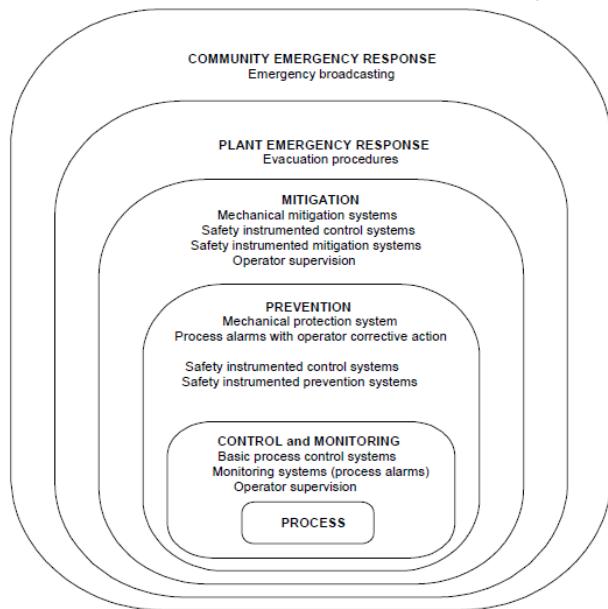 COMMUNITY EMERGENCY RESPONSE
Emergency broadcasting
PLANT EMERGENCY RESPONSE
Evacuation procedures
MITIGATION
Mechanical mitigation systems
Safety instrumented control systems
Safety instrumented mitigation systems
Operator supervision
PREVENTION
Mechanical protection system
Process alarms with operator corrective action
Safety instrumented control systems
Safety instrumented prevention systems
CONTROL and MONITORING
Basic process control systems
Monitoring systems (process alarms)
Operator supervision
PROCESS